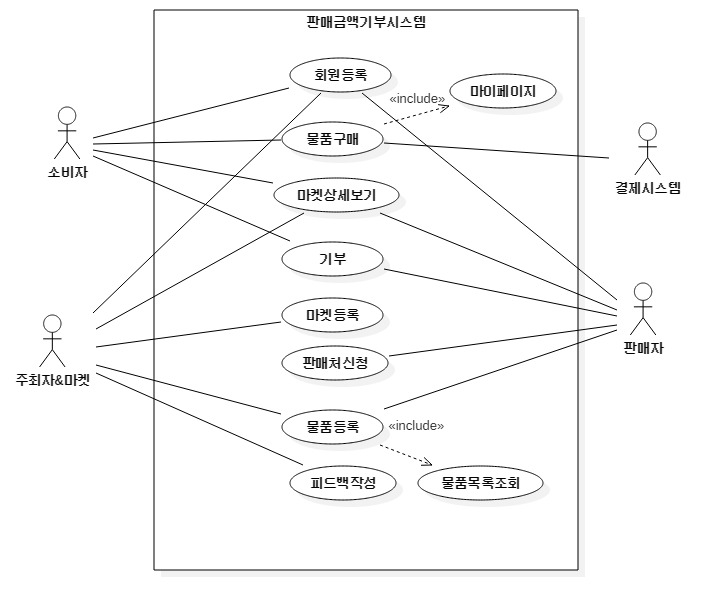 판매금액기부시스템
회원등록
«include»
마이페이지
물품구매
소비자
결제시스템
마켓상세보기
기부
마켓등록
판매자
판매처신청
주최자&마켓
물품등록
«include»
피드백작성
물품목록조회